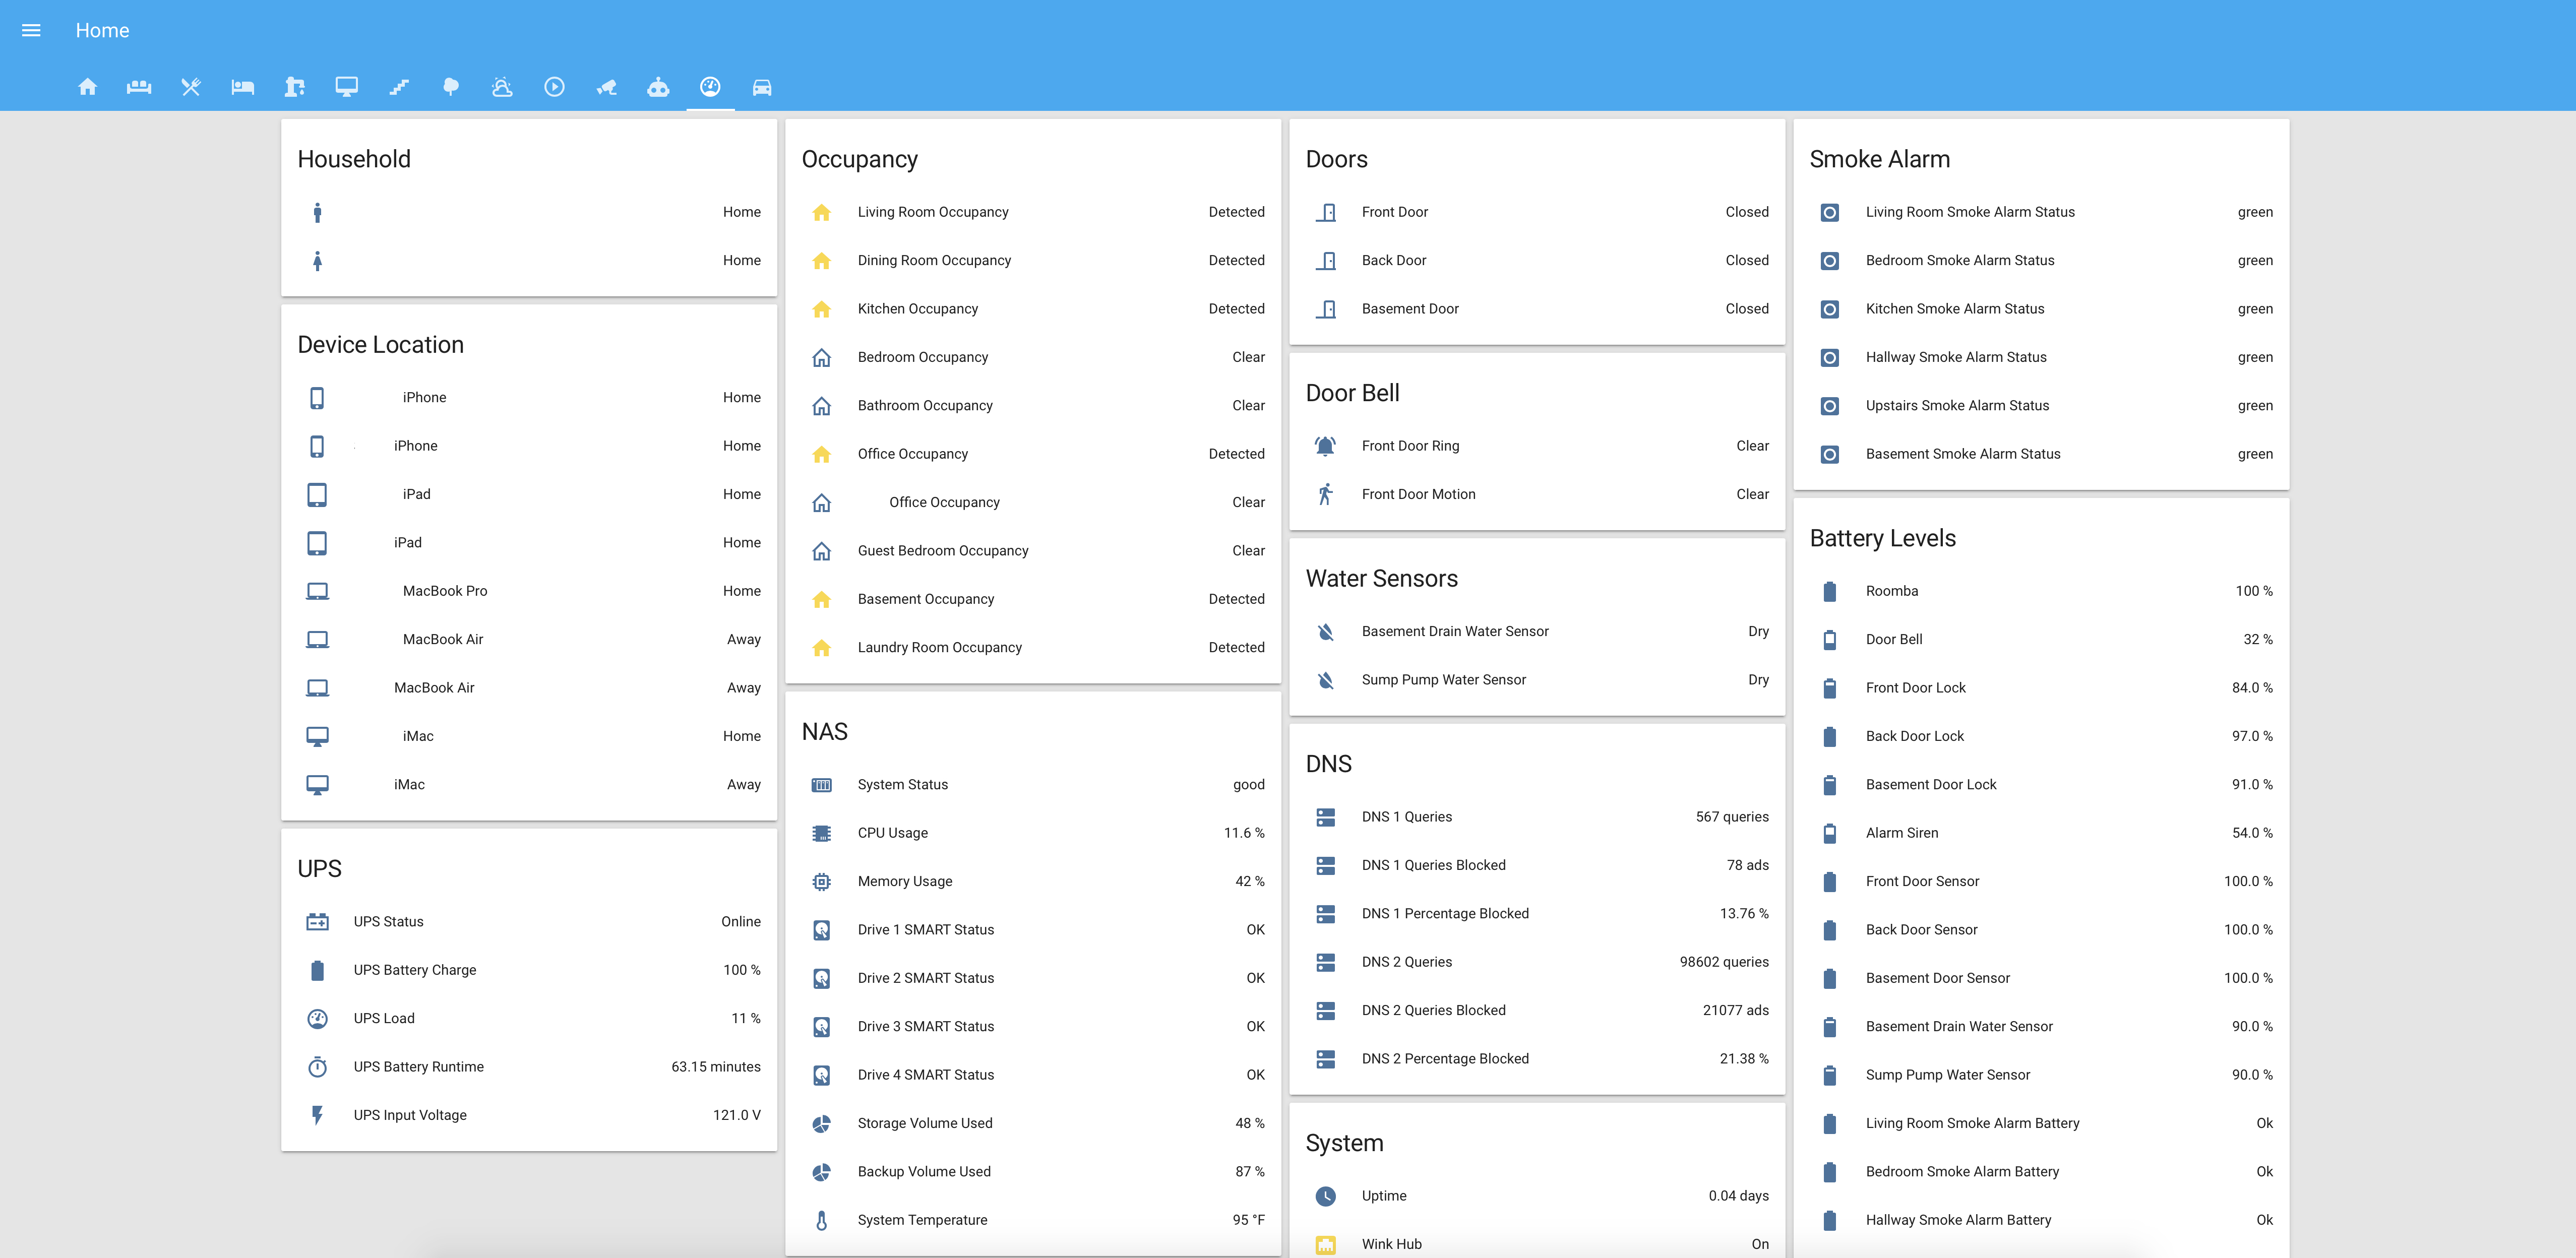 Home
Household
Home
Home
Device Location
iPhone Home
iPhone Home
iPad Home
iPad Home
MacBook Pro Home
MacBook Air Away
MacBook Air Away
iMac Home
iMac Away
UPS
UPS Status Online
UPS Battery Charge 100 %
UPS Load 11 %
UPS Battery Runtime 63.15 minutes
UPS Input Voltage 121.0 V
Occupancy
Living Room Occupancy Detected
Dining Room Occupancy Detected
Kitchen Occupancy Detected
Bedroom Occupancy Clear
Bathroom Occupancy Clear
Office Occupancy Detected
Office Occupancy Clear
Guest Bedroom Occupancy Clear
Basement Occupancy Detected
Laundry Room Occupancy Detected
NAS
System Status good
CPU Usage 11.6 %
Memory Usage 42 %
Drive 1 SMART Status OK
Drive 2 SMART Status OK
Drive 3 SMART Status OK
Drive 4 SMART Status OK
Storage Volume Used 48 %
Backup Volume Used 87 %
System Temperature 95 °F
Doors
Front Door Closed
Back Door Closed
Basement Door Closed
Door Bell
Front Door Ring Clear
Front Door Motion Clear
Water Sensors
Basement Drain Water Sensor Dry
Sump Pump Water Sensor Dry
DNS
DNS 1 Queries 567 queries
DNS 1 Queries Blocked 78 ads
DNS 1 Percentage Blocked 13.76 %
DNS 2 Queries 98602 queries
DNS 2 Queries Blocked 21077 ads
DNS 2 Percentage Blocked 21.38 %
System
Uptime 0.04 days
Wink Hub On
Smoke Alarm
Living Room Smoke Alarm Status green
Bedroom Smoke Alarm Status green
Kitchen Smoke Alarm Status green
Hallway Smoke Alarm Status green
Upstairs Smoke Alarm Status green
Basement Smoke Alarm Status green
Battery Levels
Roomba 100 %
Door Bell 32 %
Front Door Lock 84.0 %
Back Door Lock 97.0 %
Basement Door Lock 91.0 %
Alarm Siren 54.0 %
Front Door Sensor 100.0 %
Back Door Sensor 100.0 %
Basement Door Sensor 100.0 %
Basement Drain Water Sensor 90.0 %
Sump Pump Water Sensor 90.0 %
Living Room Smoke Alarm Battery Ok
Bedroom Smoke Alarm Battery Ok
Hallway Smoke Alarm Battery Ok